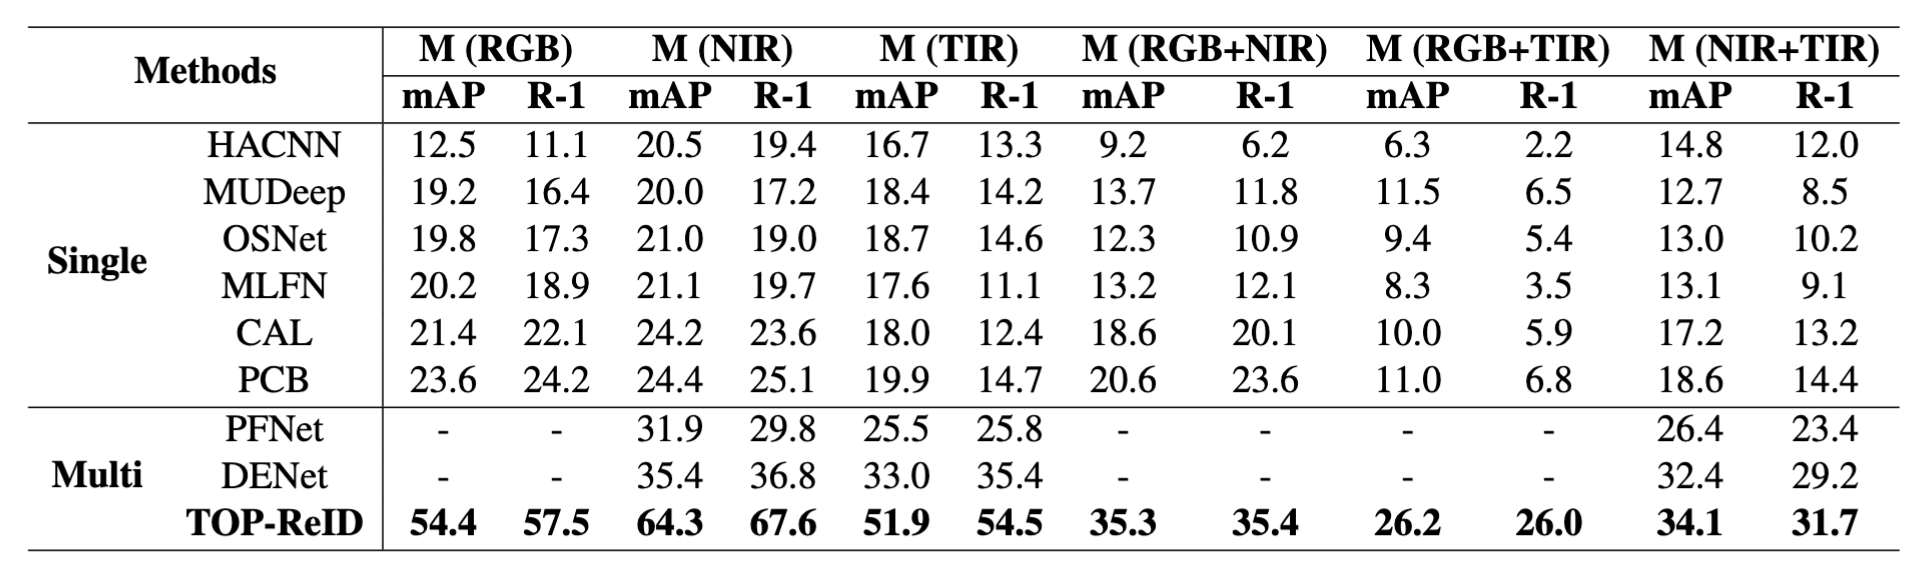 Methods M (RGB) M (NIR) M (TIR) M (RGB+NIR) M (RGB+TIR) M (NIR+TIR)
mAP R-1 mAP R-1 mAP R-1 mAP R-1 mAP R-1 mAP R-1
Single
HACNN 12.5 11.1 20.5 19.4 16.7 13.3 9.2 6.2 6.3 2.2 14.8 12.0
MUDeep 19.2 16.4 20.0 17.2 18.4 14.2 13.7 11.8 11.5 6.5 12.7 8.5
OSNet 19.8 17.3 21.0 19.0 18.7 14.6 12.3 10.9 9.4 5.4 13.0 10.2
MLFN 20.2 18.9 21.1 19.7 17.6 11.1 13.2 12.1 8.3 3.5 13.1 9.1
CAL 21.4 22.1 24.2 23.6 18.0 12.4 18.6 20.1 10.0 5.9 17.2 13.2
PCB 23.6 24.2 24.4 25.1 19.9 14.7 20.6 23.6 11.0 6.8 18.6 14.4
Multi
PFNet - - 31.9 29.8 25.5 25.8 - - - - 26.4 23.4
DENet - - 35.4 36.8 33.0 35.4 - - - - 32.4 29.2
TOP-ReID 54.4 57.5 64.3 67.6 51.9 54.5 35.3 35.4 26.2 26.0 34.1 31.7